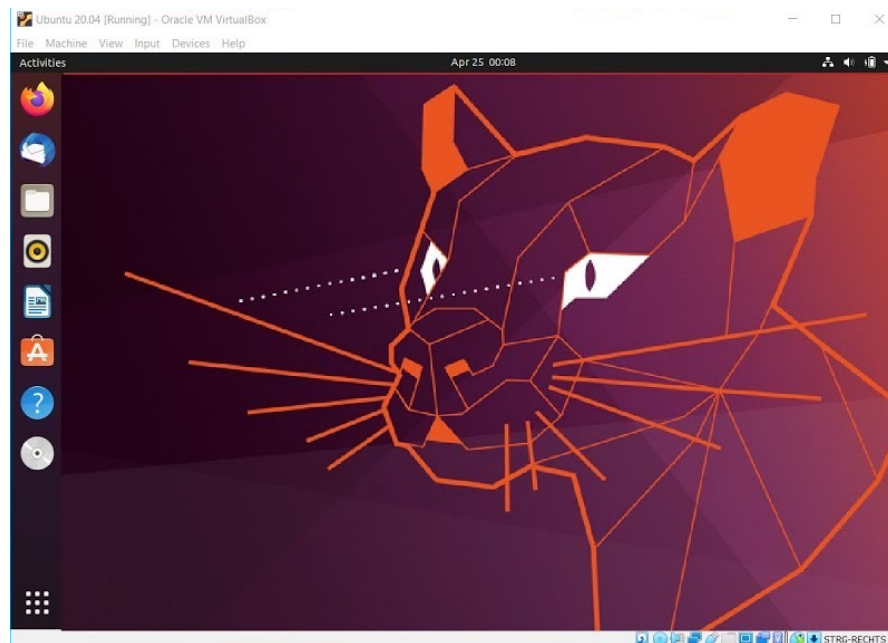 Ubuntu 20.04 [Running] - Oracle VM VirtualBox
File Machine View Input Devices Help
Activities
Apr 25 00:08
STRG-RECHTS